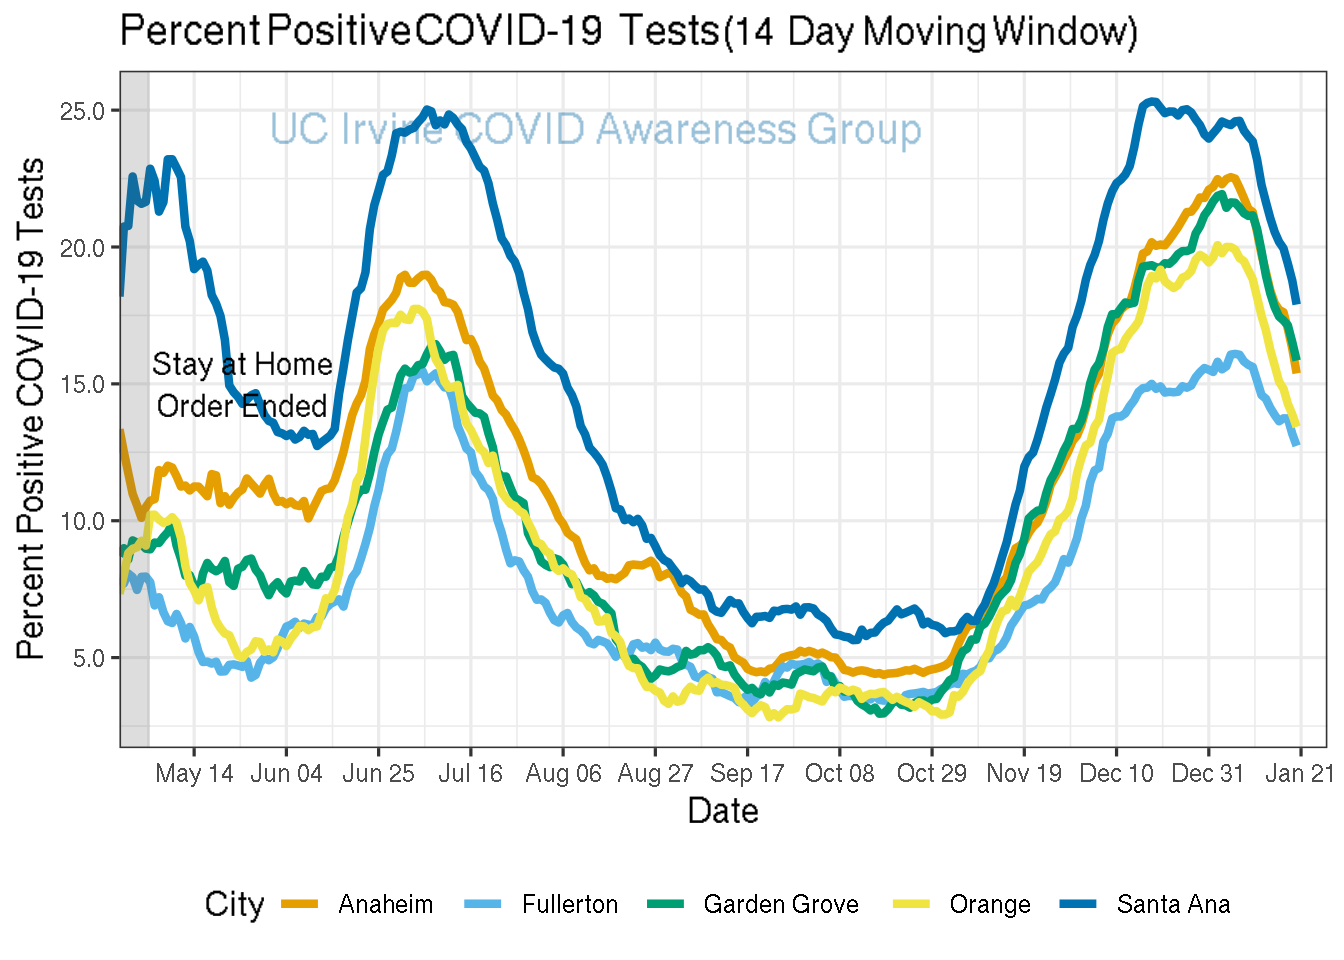 Percent Positive COVID-19 Tests(14 Day Moving Window)
UC Irvine COVID Awareness Group
Percent Positive COVID-19 Tests
25.0
20.0
15.0
10.0
5.0
Stay at Home
Order Ended
May 14 Jun 04 Jun 25 Jul 16 Aug 06 Aug 27 Sep 17 Oct 08 Oct 29 Nov 19 Dec 10 Dec 31 Jan 21
Date
City Anaheim Fullerton Garden Grove Orange Santa Ana